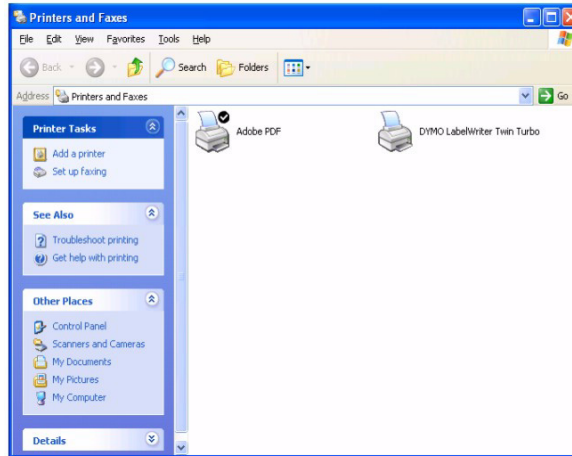 Printers and Faxes
File Edit View Favorites Tools Help
Back Search Folders
Address Printers and Faxes Go
Printer Tasks
Add a printer
Set up faxing
See Also
Troubleshoot printing
Get help with printing
Other Places
Control Panel
Scanners and Cameras
My Documents
My Pictures
My Computer
Details
Adobe PDF
DYMO LabelWriter Twin Turbo